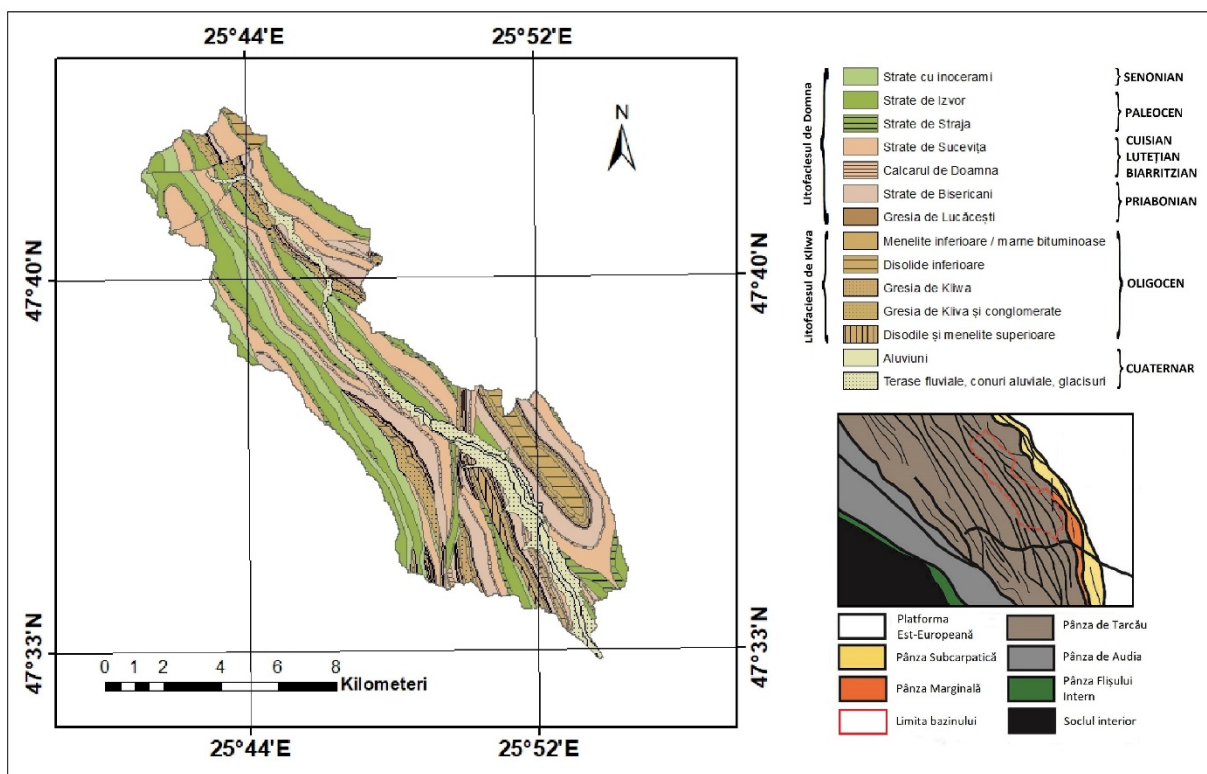 25°44'E
25°52'E
N
47°40'N
47°40'N
47°33'N
47°33'N
0 1 2 4 6 8
Kilometeri
25°44'E
25°52'E
Litofaciesul de Domna
Litofaciesul de Kliwa
Strate cu inocerami
Strate de Izvor
Strate de Straja
Strate de Sucevița
Calcarul de Doamna
Strate de Bisericani
Gresia de Lucăcești
Menelite inferioare / marne bituminoase
Disolide inferioare
Gresia de Kliwa
Gresia de Kliva și conglomerate
Disodile și menelite superioare
Aluviuni
Terase fluviale, conuri aluviale, glacisuri
SENONIAN
PALEOCEN
CUISIAN
LUTEȚIAN
BIARRITZIAN
PRIABONIAN
OLIGOCEN
CUATERNAR
Platforma
Est-Europeană
Pânza Subcarpatică
Pânza Marginală
Limita bazinului
Pânza de Tarcău
Pânza de Audia
Pânza Flișului
Intern
Soclul interior